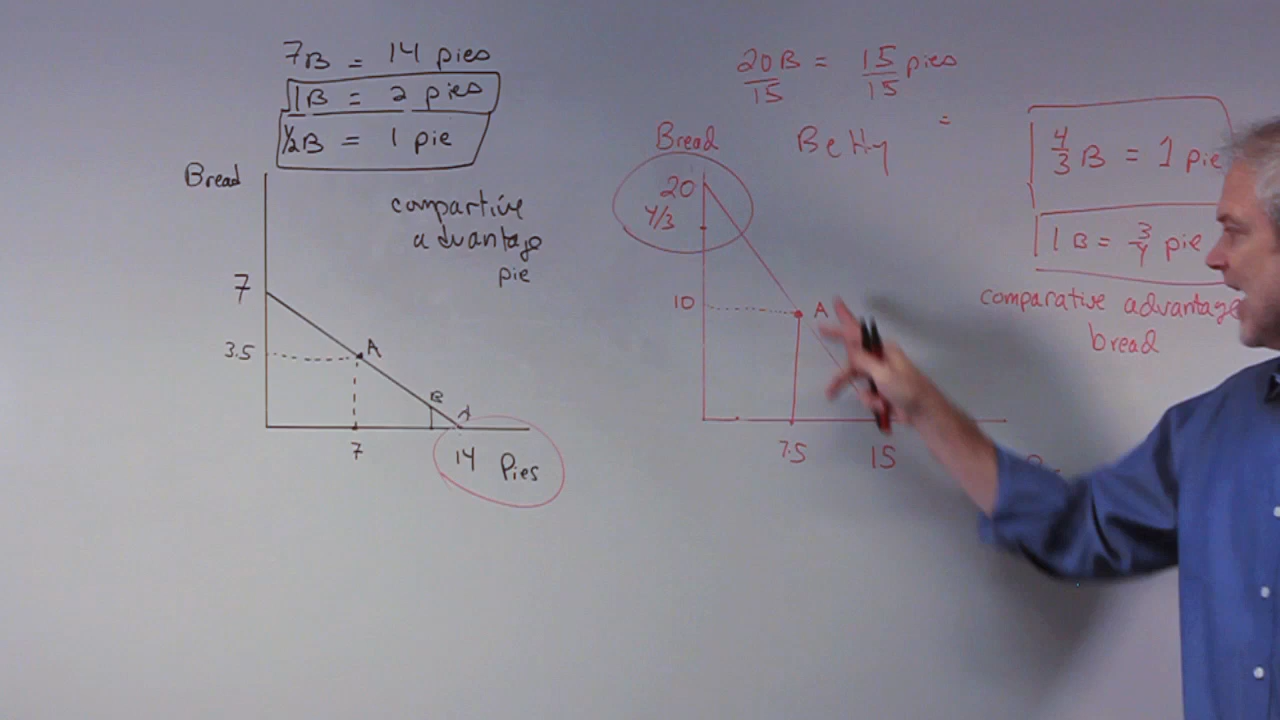 7B = 14 pies
1B = 2 pies
1/2B = 1 pie
Bread
compartive
advantage
pie
7
3.5
A
B
7
14 Pies
20B = 15 pies
15 15
=
Bread
Betty
20
4/3
10
A
7.5
15
4/3 B = 1 pie
1 B = 3/4 pie
comparative advantage
bread